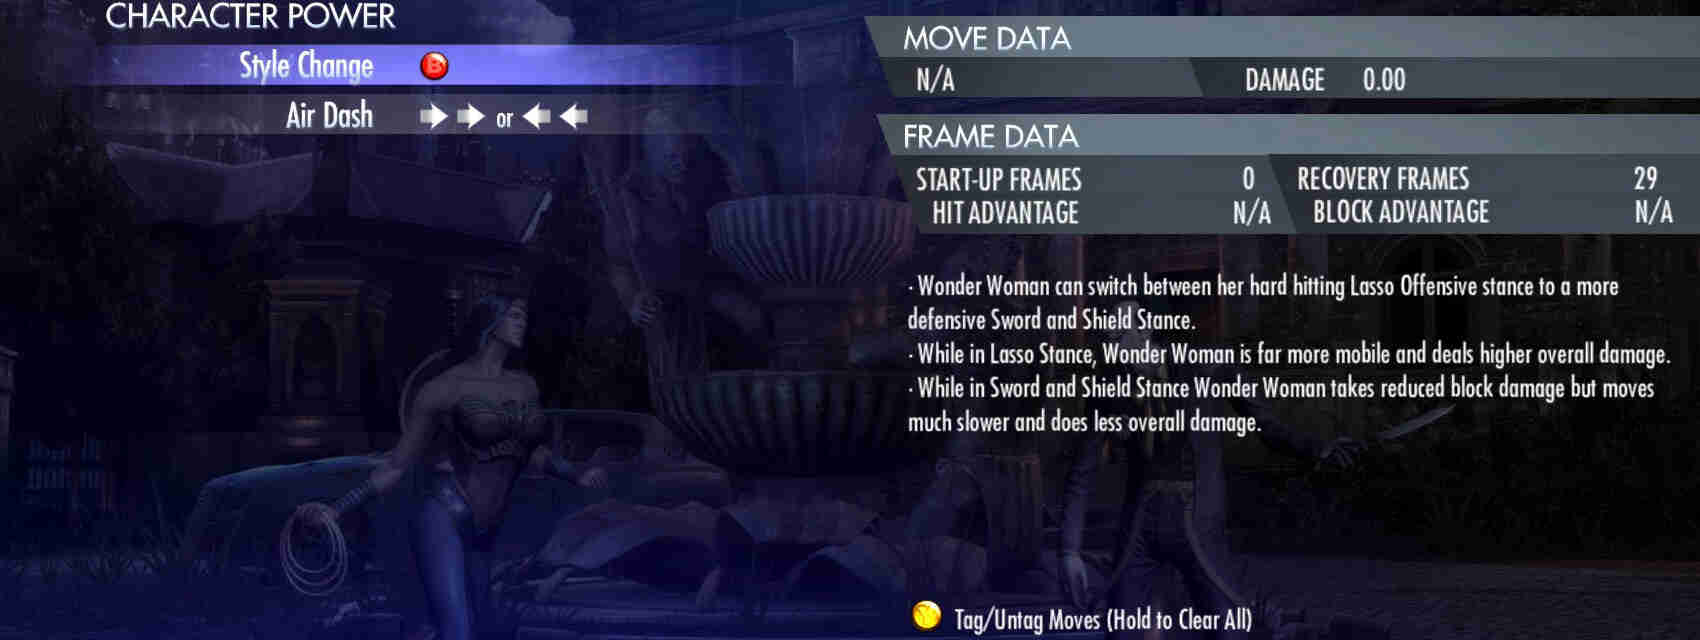 CHARACTER POWER
Style Change B
Air Dash or
MOVE DATA
N/A DAMAGE 0.00
FRAME DATA
START-UP FRAMES 0 RECOVERY FRAMES 29
HIT ADVANTAGE N/A BLOCK ADVANTAGE N/A
· Wonder Woman can switch between her hard hitting Lasso Offensive stance to a more
defensive Sword and Shield Stance.
· While in Lasso Stance, Wonder Woman is far more mobile and deals higher overall damage.
· While in Sword and Shield Stance Wonder Woman takes reduced block damage but moves
much slower and does less overall damage.
Y Tag/Untag Moves (Hold to Clear All)